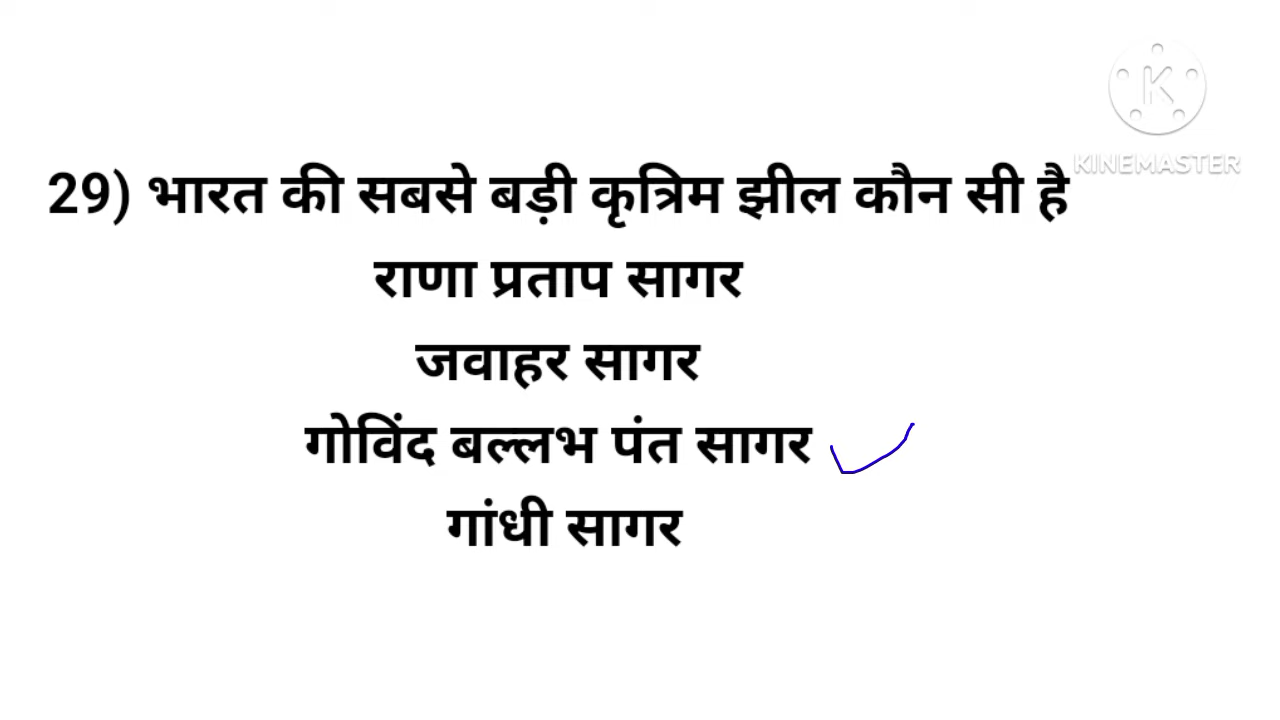 KINEMASTER
29) भारत की सबसे बड़ी कृत्रिम झील कौन सी है
राणा प्रताप सागर
जवाहर सागर
गोविंद बल्लभ पंत सागर
गांधी सागर